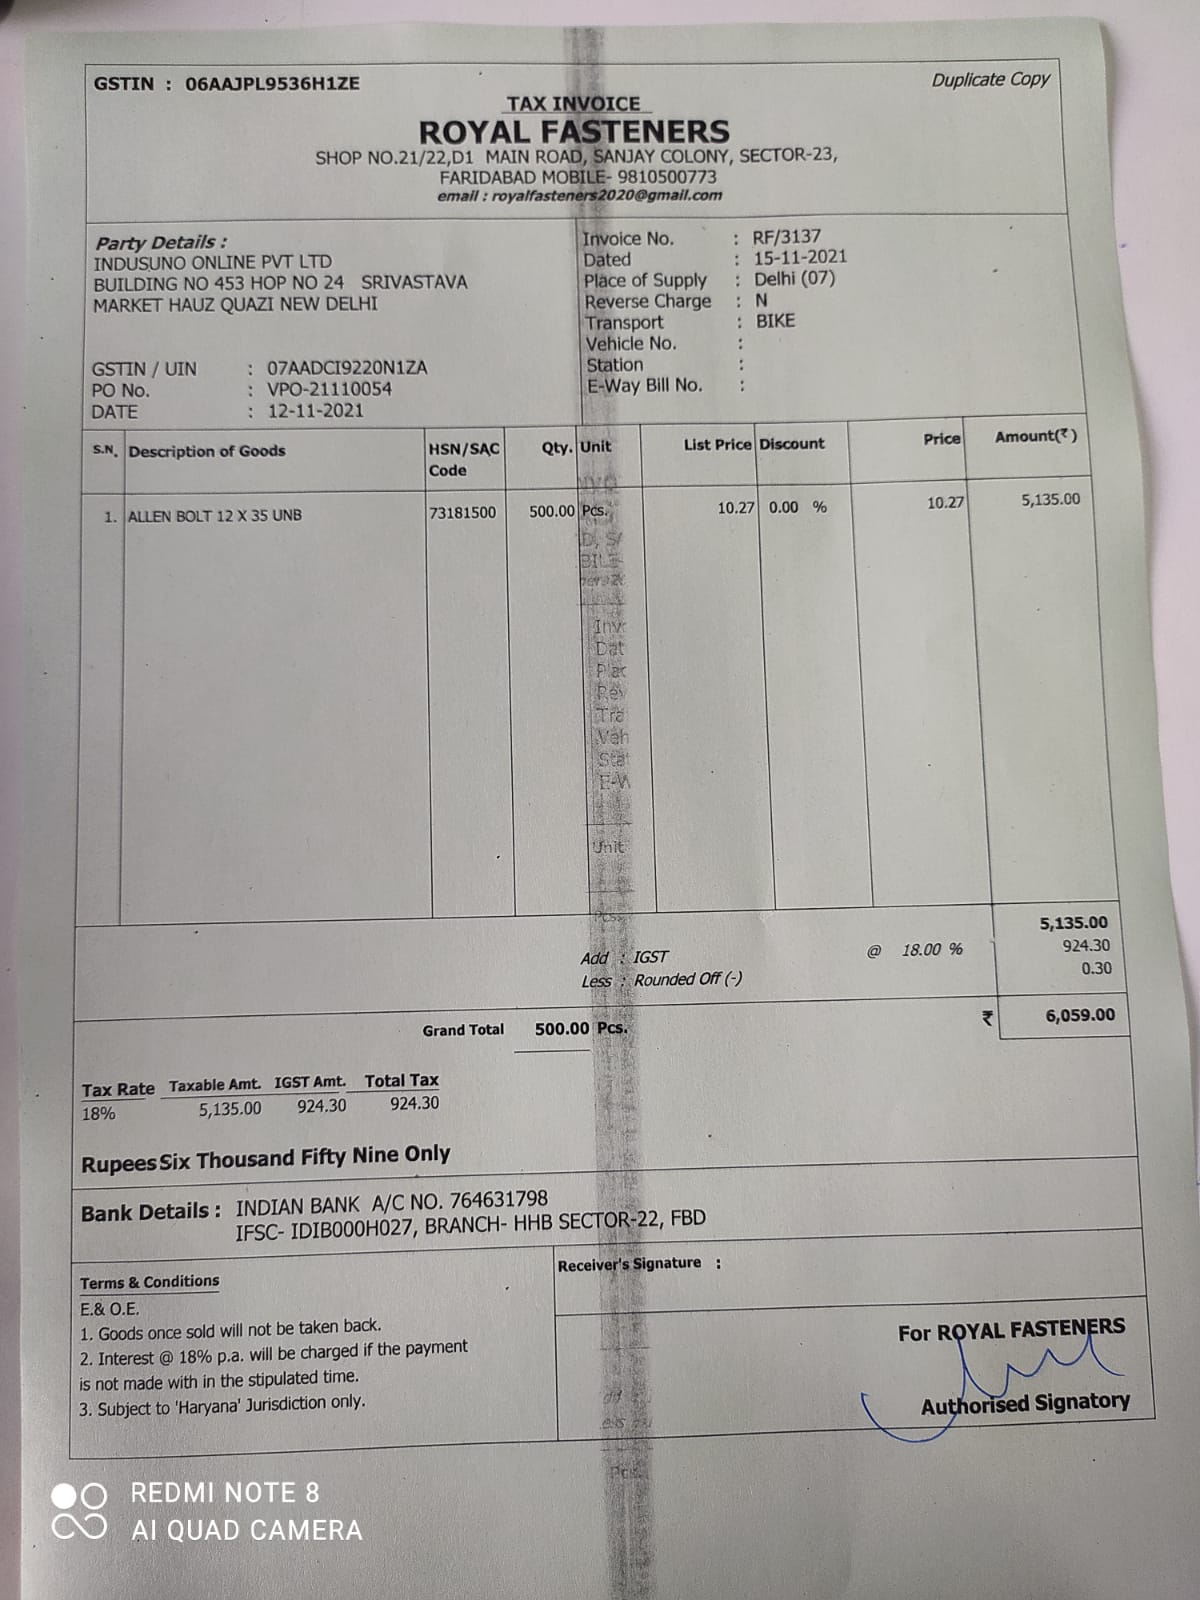 GSTIN : 06AAJPL9536H1ZE
Duplicate Copy
TAX INVOICE
ROYAL FASTENERS
SHOP NO.21/22,D1 MAIN ROAD, SANJAY COLONY, SECTOR-23,
FARIDABAD MOBILE- 9810500773
email : royalfasteners2020@gmail.com
Party Details :
INDUSUNO ONLINE PVT LTD
BUILDING NO 453 HOP NO 24 SRIVASTAVA
MARKET HAUZ QUAZI NEW DELHI
GSTIN / UIN : 07AADCI9220N1ZA
PO No. : VPO-21110054
DATE : 12-11-2021
Invoice No. : RF/3137
Dated : 15-11-2021
Place of Supply : Delhi (07)
Reverse Charge : N
Transport : BIKE
Vehicle No. :
Station :
E-Way Bill No. :
S.N. Description of Goods HSN/SAC Code Qty. Unit List Price Discount Price Amount(₹)
1. ALLEN BOLT 12 X 35 UNB 73181500 500.00 Pcs. 10.27 0.00 % 10.27 5,135.00
Inv
Dat
Plac
Rev
Tra
Veh
Stat
E-W
Unit
Pcs.
5,135.00
Add : IGST @ 18.00 % 924.30
Less : Rounded Off (-) 0.30
Grand Total 500.00 Pcs. ₹ 6,059.00
Tax Rate Taxable Amt. IGST Amt. Total Tax
18% 5,135.00 924.30 924.30
Rupees Six Thousand Fifty Nine Only
Bank Details : INDIAN BANK A/C NO. 764631798
IFSC- IDIB000H027, BRANCH- HHB SECTOR-22, FBD
Terms & Conditions
E.& O.E.
1. Goods once sold will not be taken back.
2. Interest @ 18% p.a. will be charged if the payment
is not made with in the stipulated time.
3. Subject to 'Haryana' Jurisdiction only.
Receiver's Signature :
For ROYAL FASTENERS
Authorised Signatory
REDMI NOTE 8
AI QUAD CAMERA